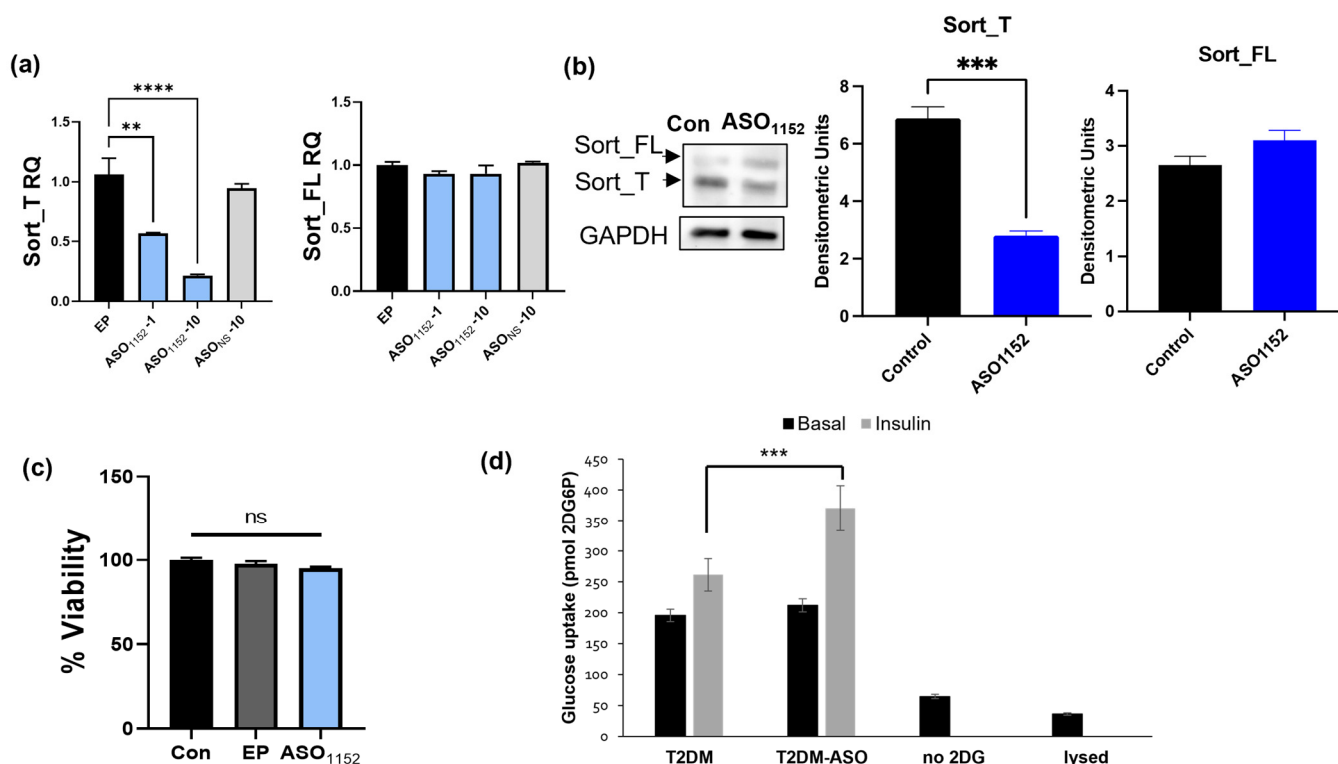 (a)
****
**
Sort_T RQ
1.5
1.0
0.5
0.0
EP
ASO1152-1
ASO1152-10
ASONS-10
Sort_FL RQ
1.5
1.0
0.5
0.0
EP
ASO1152-1
ASO1152-10
ASONS-10
(b)
Con ASO1152
Sort_FL
Sort_T
GAPDH
Sort_T
***
Densitometric Units
8
6
4
2
0
Control
ASO1152
Sort_FL
Densitometric Units
4
3
2
1
0
Control
ASO1152
(c)
ns
% Viability
150
100
50
0
Con EP ASO1152
(d)
Basal Insulin
***
Glucose uptake (pmol 2DG6P)
450
400
350
300
250
200
150
100
50
0
T2DM T2DM-ASO no 2DG lysed